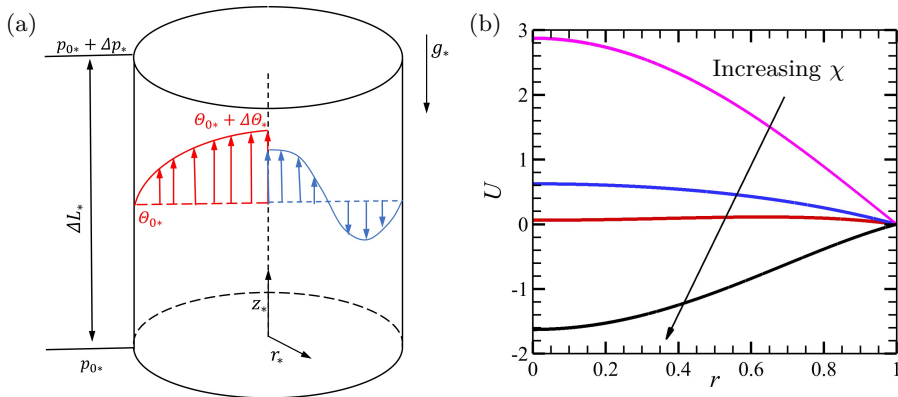 (a)
p₀* + Δp*
g*
Θ₀* + ΔΘ*
Θ₀*
ΔL*
z*
r*
p₀*
(b)
3
2
1
0
-1
-2
U
Increasing χ
0
0.2
0.4
0.6
0.8
1
r